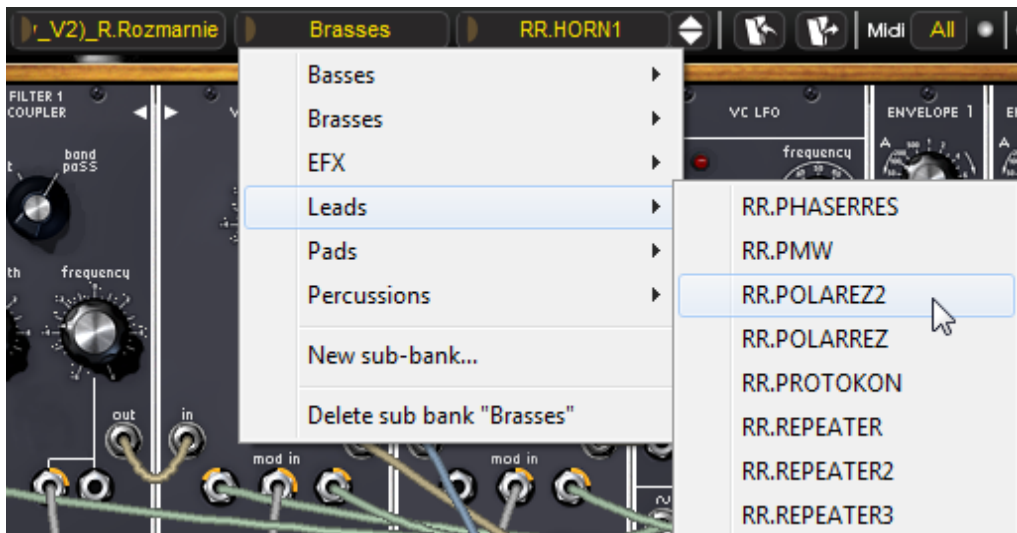 _V2)_R.Rozmarnie Brasses RR.HORN1 Midi All
Basses
Brasses
EFX
Leads
Pads
Percussions
New sub-bank...
Delete sub bank "Brasses"
RR.PHASERRES
RR.PMW
RR.POLAREZ2
RR.POLARREZ
RR.PROTOKON
RR.REPEATER
RR.REPEATER2
RR.REPEATER3
FILTER 1
COUPLER
band
pass
frequency
out in
mod in mod in
VC LFO
frequency
ENVELOPE 1
A A